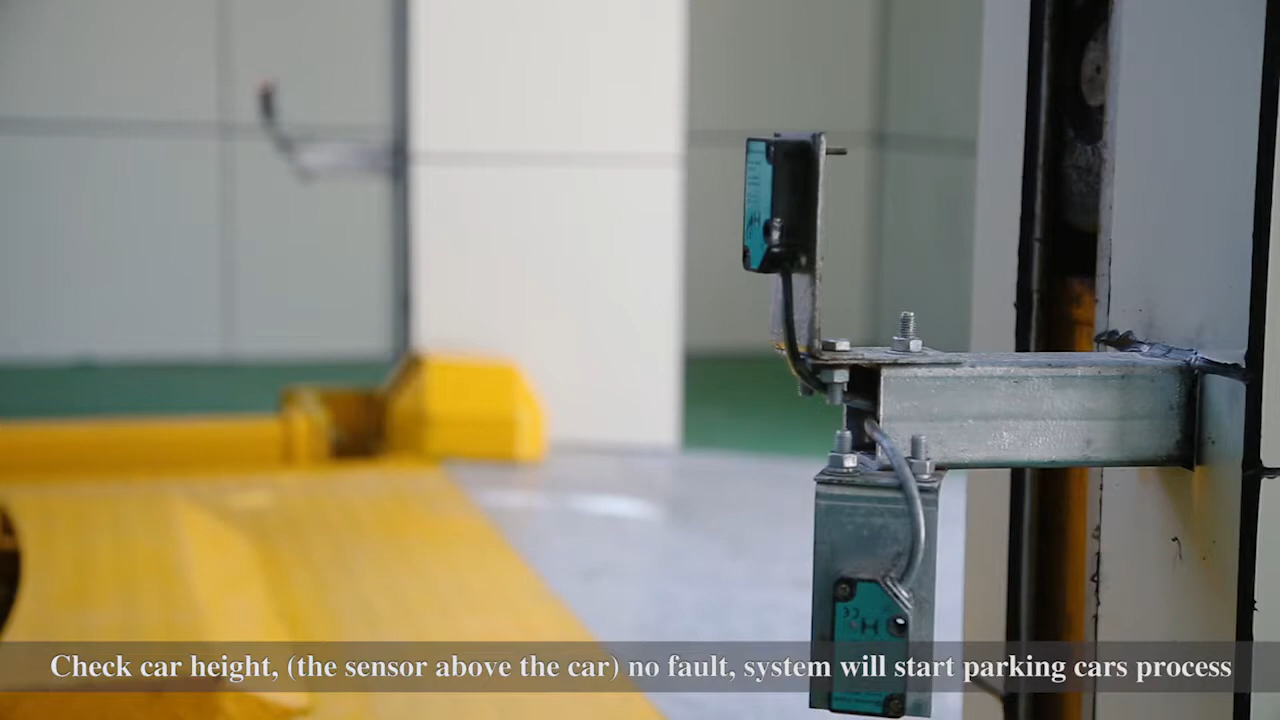 Check car height, (the sensor above the car) no fault, system will start parking cars process